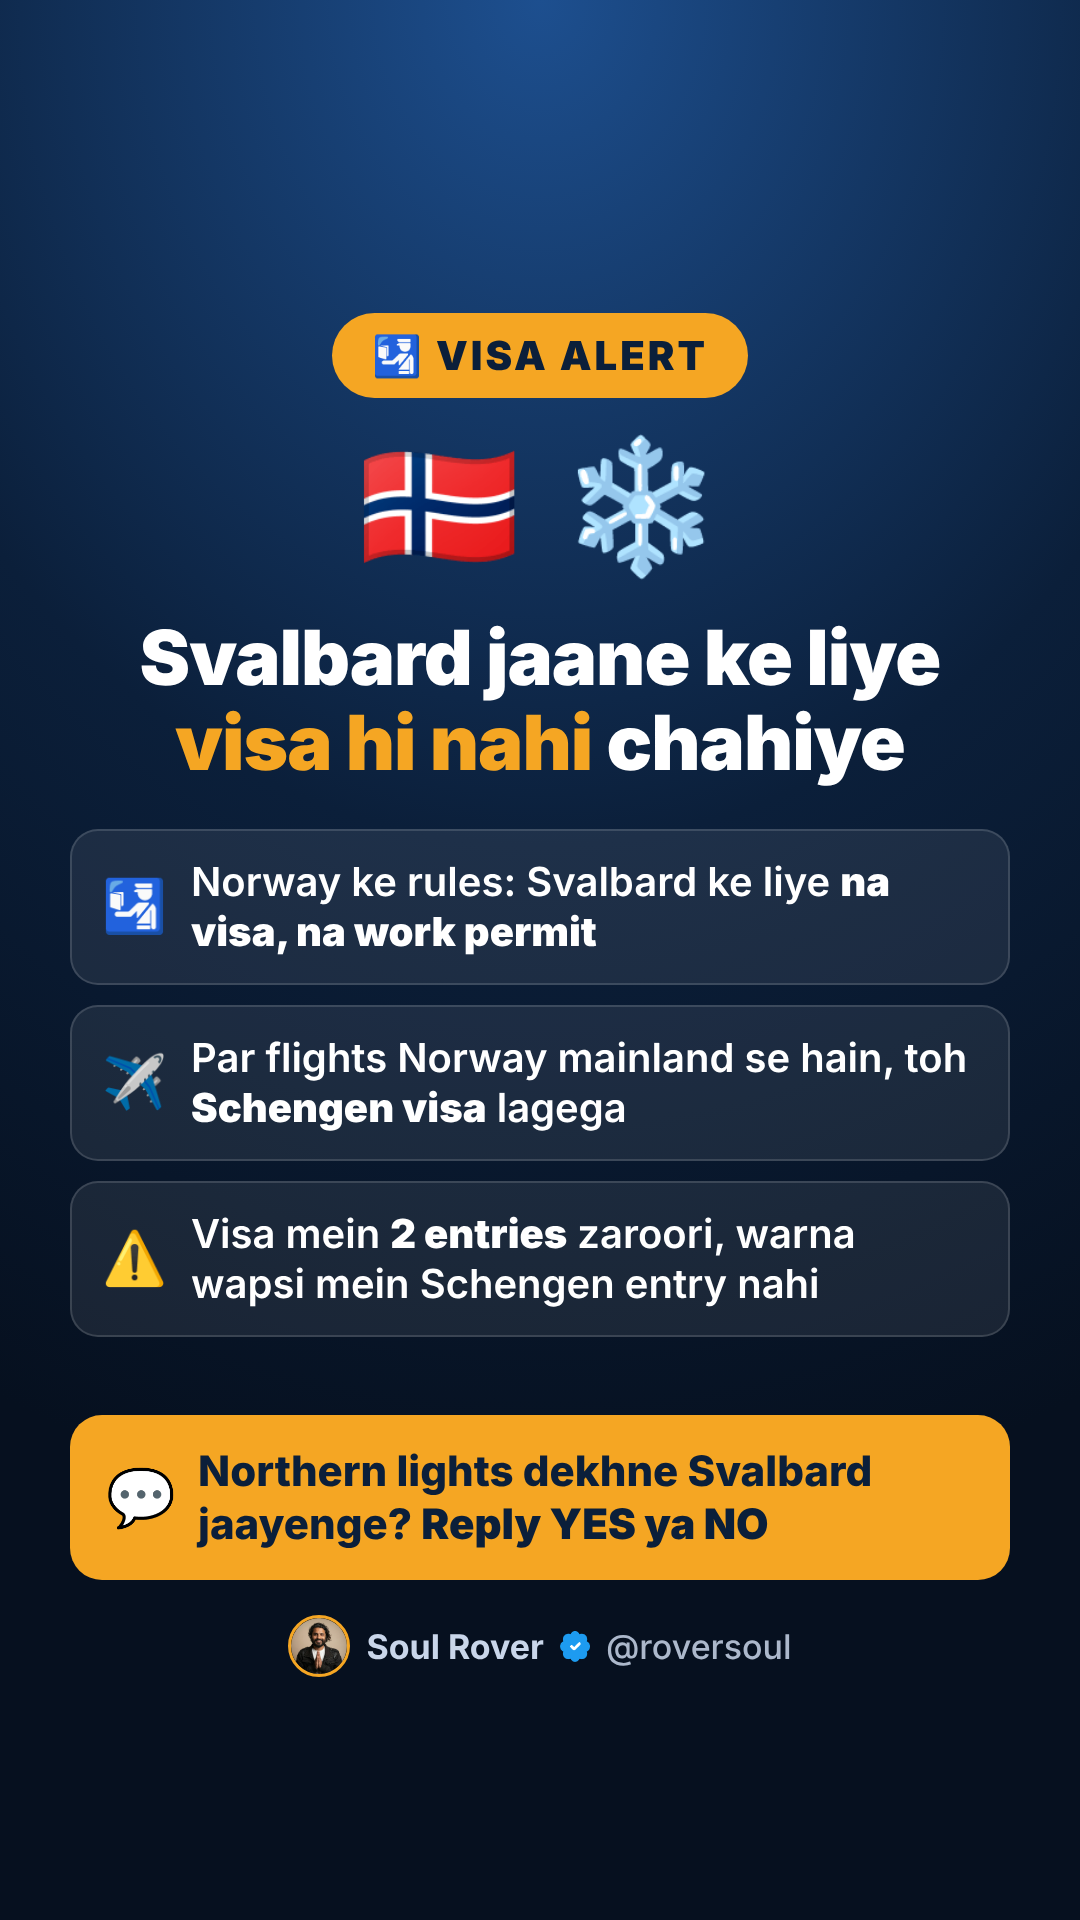 VISA ALERT
Svalbard jaane ke liye
visa hi nahi chahiye
Norway ke rules: Svalbard ke liye na
visa, na work permit
Par flights Norway mainland se hain, toh
Schengen visa lagega
Visa mein 2 entries zaroori, warna
wapsi mein Schengen entry nahi
Northern lights dekhne Svalbard
jaayenge? Reply YES ya NO
Soul Rover @roversoul